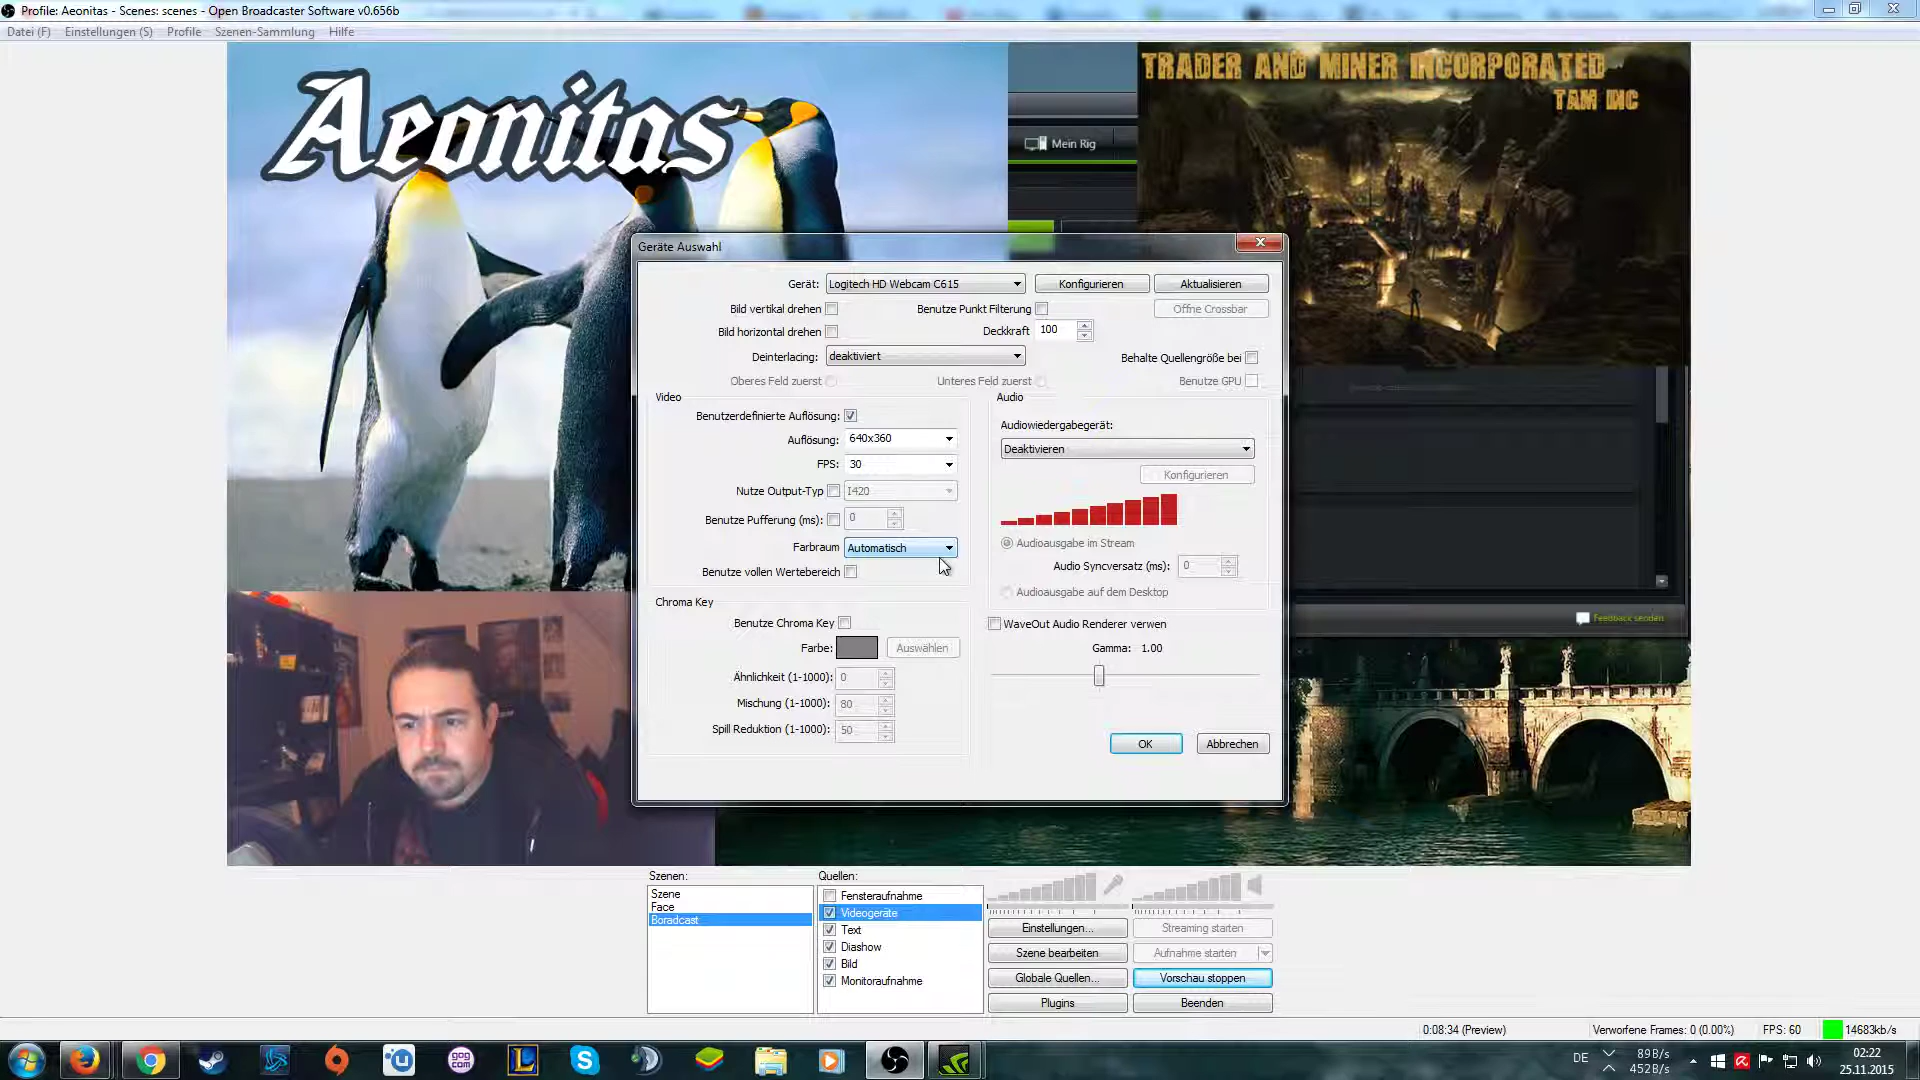 Profile: Aeonitas - Scenes: scenes - Open Broadcaster Software v0.656b
Datei (F) Einstellungen (S) Profile Szenen-Sammlung Hilfe
Aeonitas
TRADER AND MINER INCORPORATED
TAM INC
Mein Rig
Geräte Auswahl
Gerät: Logitech HD Webcam C615 Konfigurieren Aktualisieren
Bild vertikal drehen Benutze Punkt Filterung Öffne Crossbar
Bild horizontal drehen Deckkraft 100
Deinterlacing: deaktiviert Behalte Quellengröße bei
Oberes Feld zuerst Unteres Feld zuerst Benutze GPU
Video
Benutzerdefinierte Auflösung:
Auflösung: 640x360
FPS: 30
Nutze Output-Typ I420
Benutze Pufferung (ms): 0
Farbraum Automatisch
Benutze vollen Wertebereich
Audio
Audiowiedergabegerät:
Deaktivieren
Konfigurieren
Audioausgabe im Stream
Audio Syncversatz (ms): 0
Audioausgabe auf dem Desktop
Chroma Key
Benutze Chroma Key
Farbe: Auswählen
Ähnlichkeit (1-1000): 0
Mischung (1-1000): 80
Spill Reduktion (1-1000): 50
WaveOut Audio Renderer verwen
Gamma: 1.00
OK Abbrechen
Feedback senden
Szenen:
Szene
Face
Boradcast
Quellen:
Fensteraufnahme
Videogeräte
Text
Diashow
Bild
Monitoraufnahme
Einstellungen... Streaming starten
Szene bearbeiten Aufnahme starten
Globale Quellen... Vorschau stoppen
Plugins Beenden
0:08:34 (Preview) Verworfene Frames: 0 (0.00%) FPS: 60 14683kb/s
gog
com
L
DE
89B/s
452B/s
02:22
25.11.2015